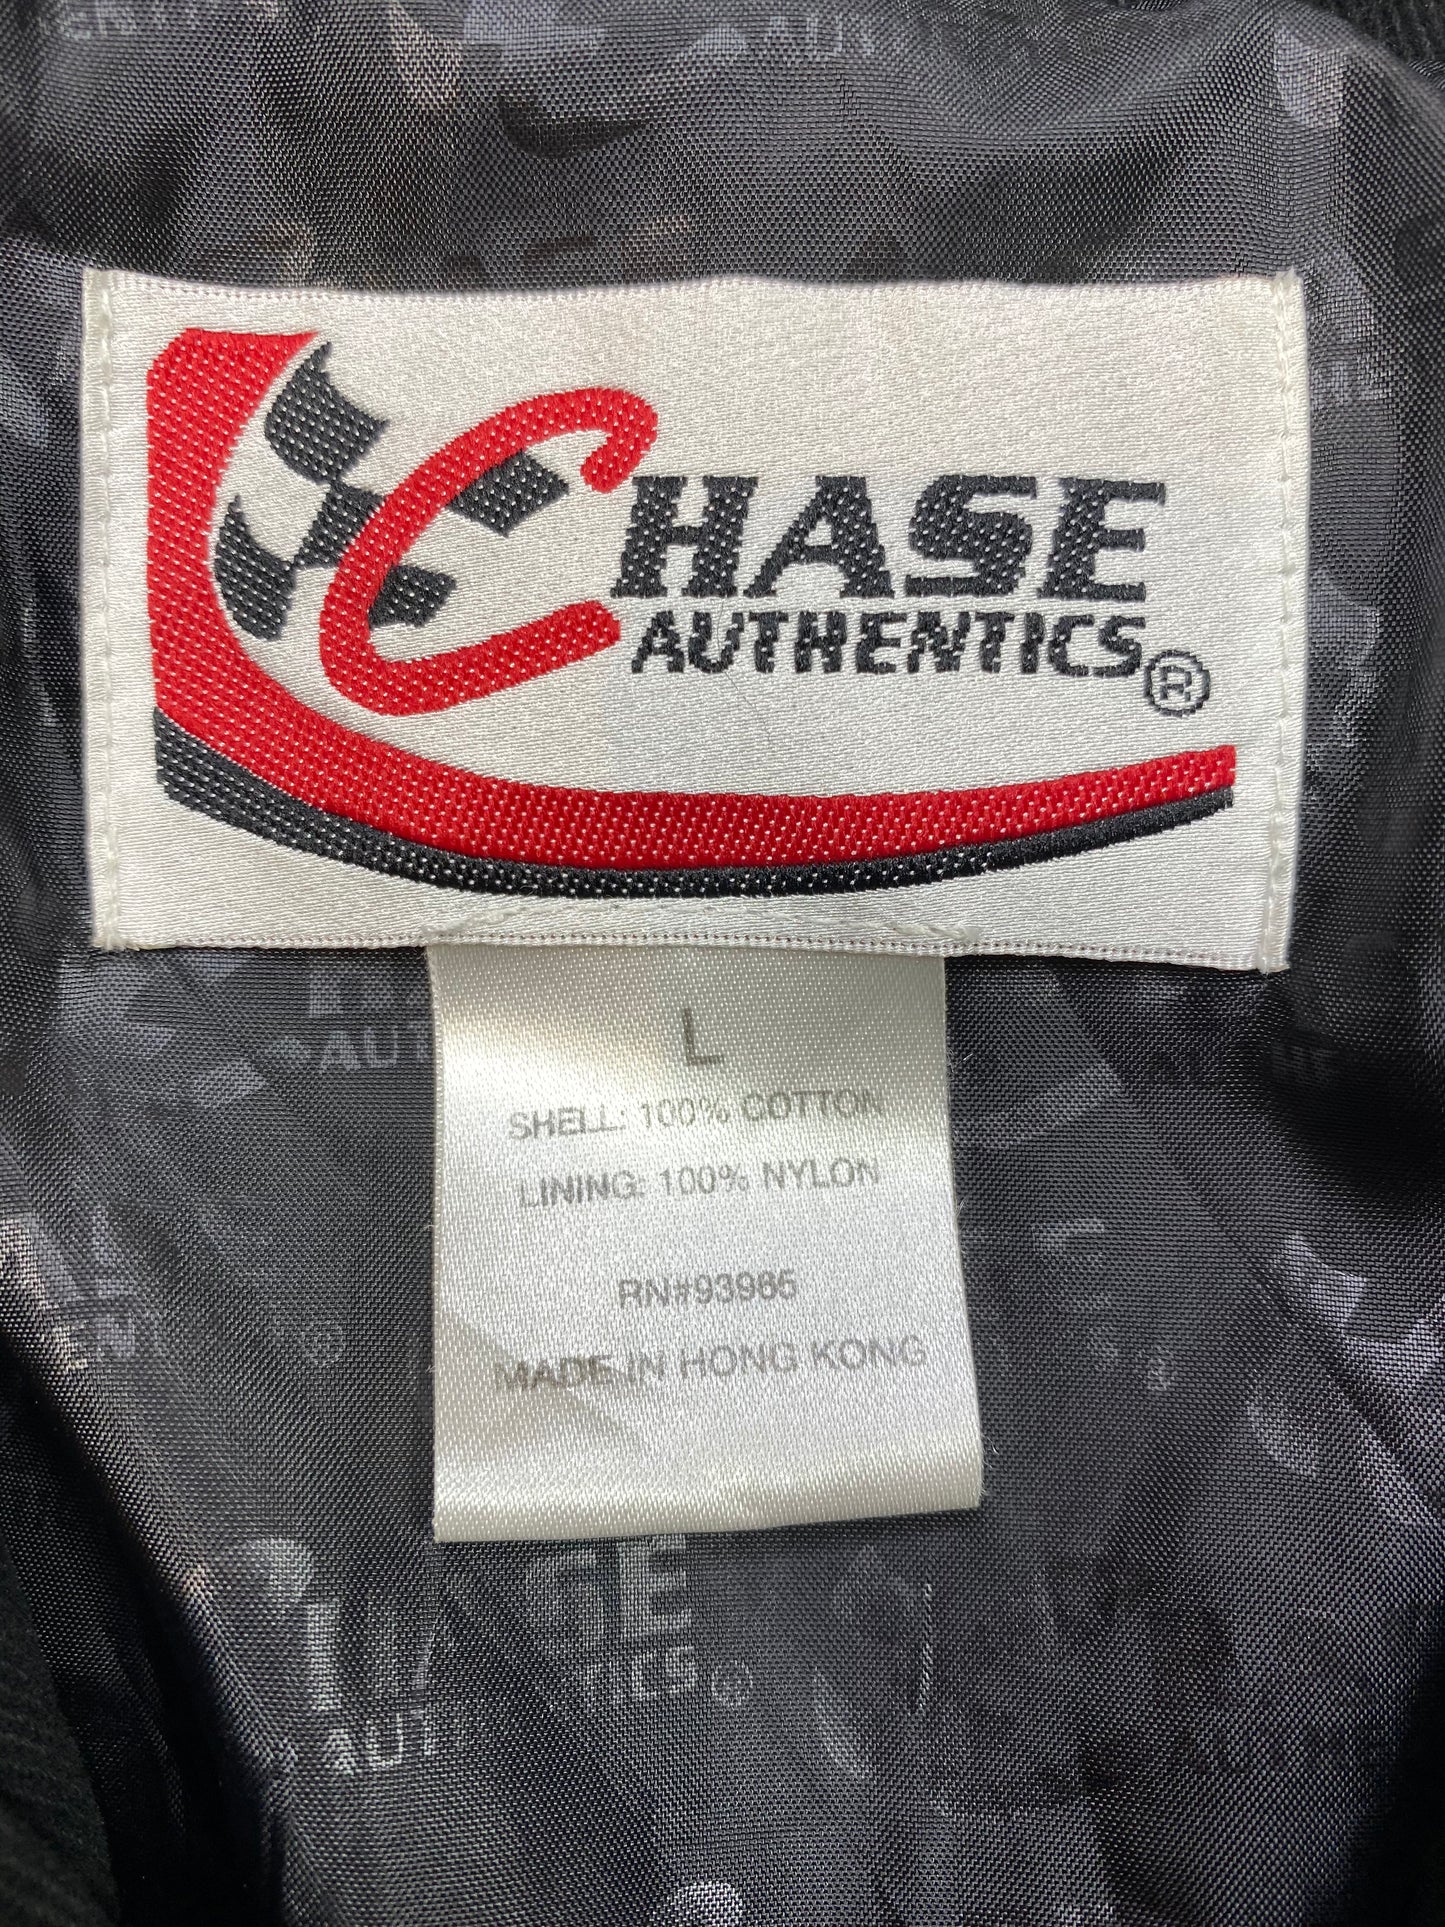 CHASE
AUTHENTICS®
L
SHELL: 100% COTTON
LINING: 100% NYLON
RN#93965
MADE IN HONG KONG